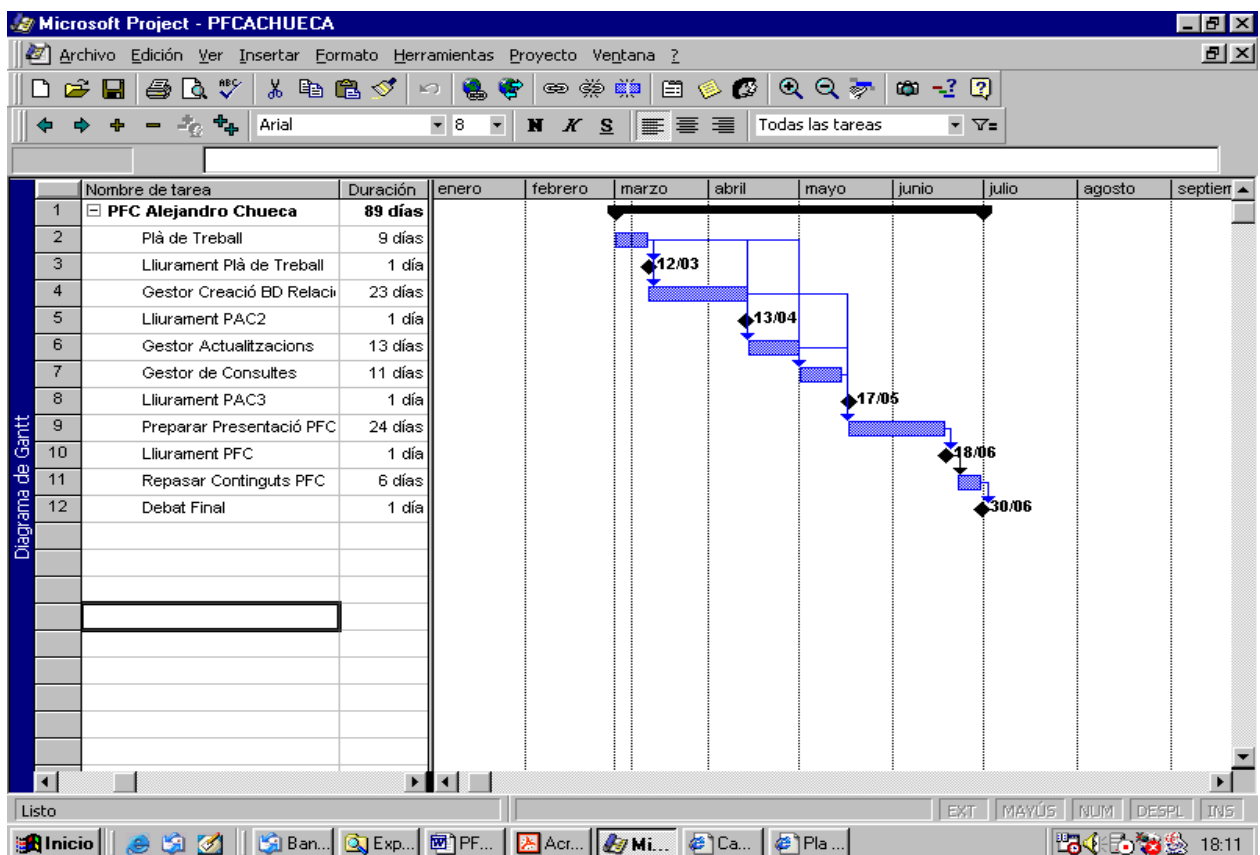 Microsoft Project - PFCACHUECA
Archivo Edición Ver Insertar Formato Herramientas Proyecto Ventana ?
Arial 8 N K S Todas las tareas
Nombre de tarea Duración enero febrero marzo abril mayo junio julio agosto septiem
1 PFC Alejandro Chueca 89 días
2 Plà de Treball 9 días
3 Lliurament Plà de Treball 1 día 12/03
4 Gestor Creació BD Relaci 23 días
5 Lliurament PAC2 1 día 13/04
6 Gestor Actualitzacions 13 días
7 Gestor de Consultes 11 días
8 Lliurament PAC3 1 día 17/05
9 Preparar Presentació PFC 24 días
10 Lliurament PFC 1 día 18/06
11 Repasar Continguts PFC 6 días
12 Debat Final 1 día 30/06
Diagrama de Gantt
Listo EXT MAYÚS NUM DESPL INS
Inicio Ban... Exp... PF... Acr... Mi... Ca... Pla ... 18:11